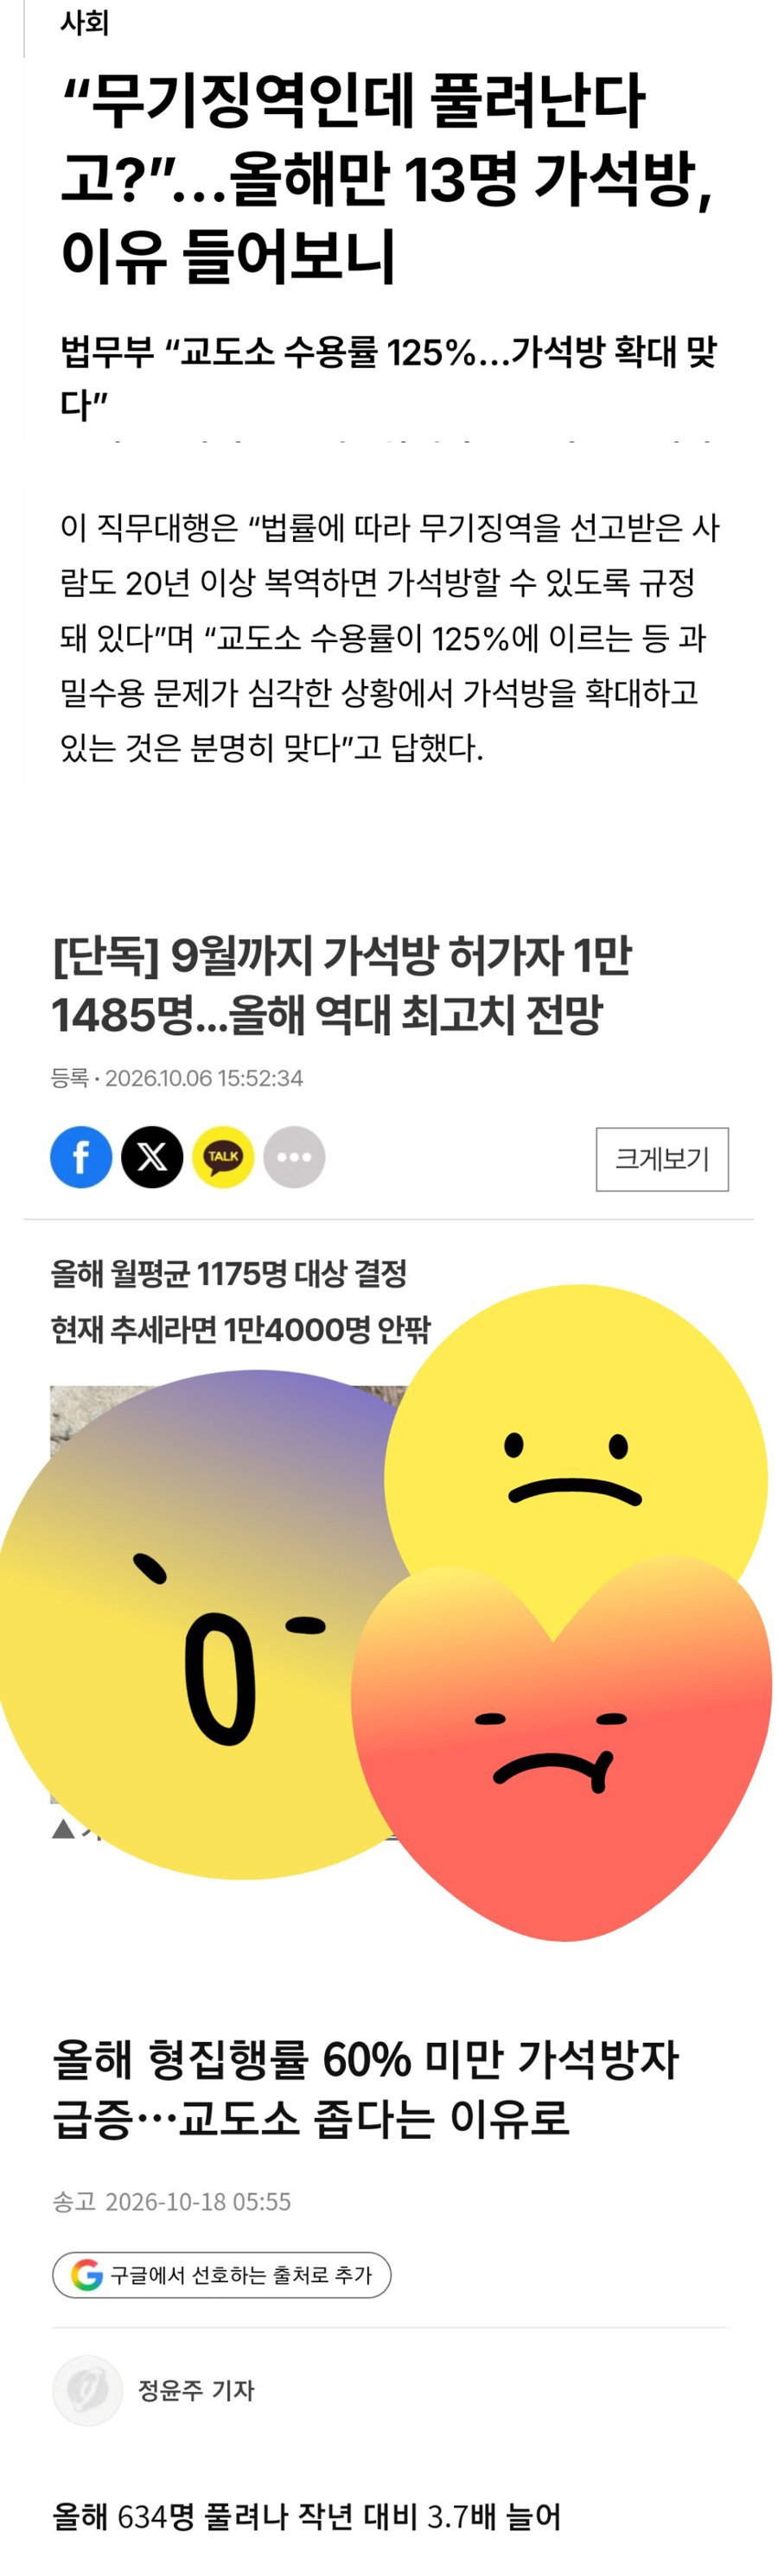 사회
“무기징역인데 풀려난다
고?”…올해만 13명 가석방,
이유 들어보니
법무부 “교도소 수용률 125%…가석방 확대 맞
다”
이 직무대행은 “법률에 따라 무기징역을 선고받은 사
람도 20년 이상 복역하면 가석방할 수 있도록 규정
돼 있다”며 “교도소 수용률이 125%에 이르는 등 과
밀수용 문제가 심각한 상황에서 가석방을 확대하고
있는 것은 분명히 맞다”고 답했다.
[단독] 9월까지 가석방 허가자 1만
1485명...올해 역대 최고치 전망
등록 · 2026.10.06 15:52:34
f X TALK
크게보기
올해 월평균 1175명 대상 결정
현재 추세라면 1만4000명 안팎
▲
올해 형집행률 60% 미만 가석방자
급증…교도소 좁다는 이유로
송고 2026-10-18 05:55
G 구글에서 선호하는 출처로 추가
정윤주 기자
올해 634명 풀려나 작년 대비 3.7배 늘어